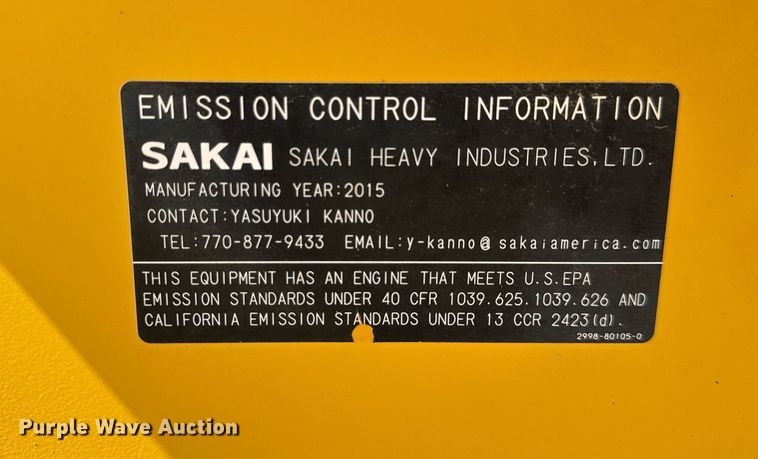 EMISSION CONTROL INFORMATION
SAKAI SAKAI HEAVY INDUSTRIES,LTD.
MANUFACTURING YEAR:2015
CONTACT:YASUYUKI KANNO
TEL:770-877-9433 EMAIL:y-kanno@sakaiamerica.com
THIS EQUIPMENT HAS AN ENGINE THAT MEETS U.S.EPA
EMISSION STANDARDS UNDER 40 CFR 1039.625.1039.626 AND
CALIFORNIA EMISSION STANDARDS UNDER 13 CCR 2423(d).
2998-80105-0
Purple Wave Auction